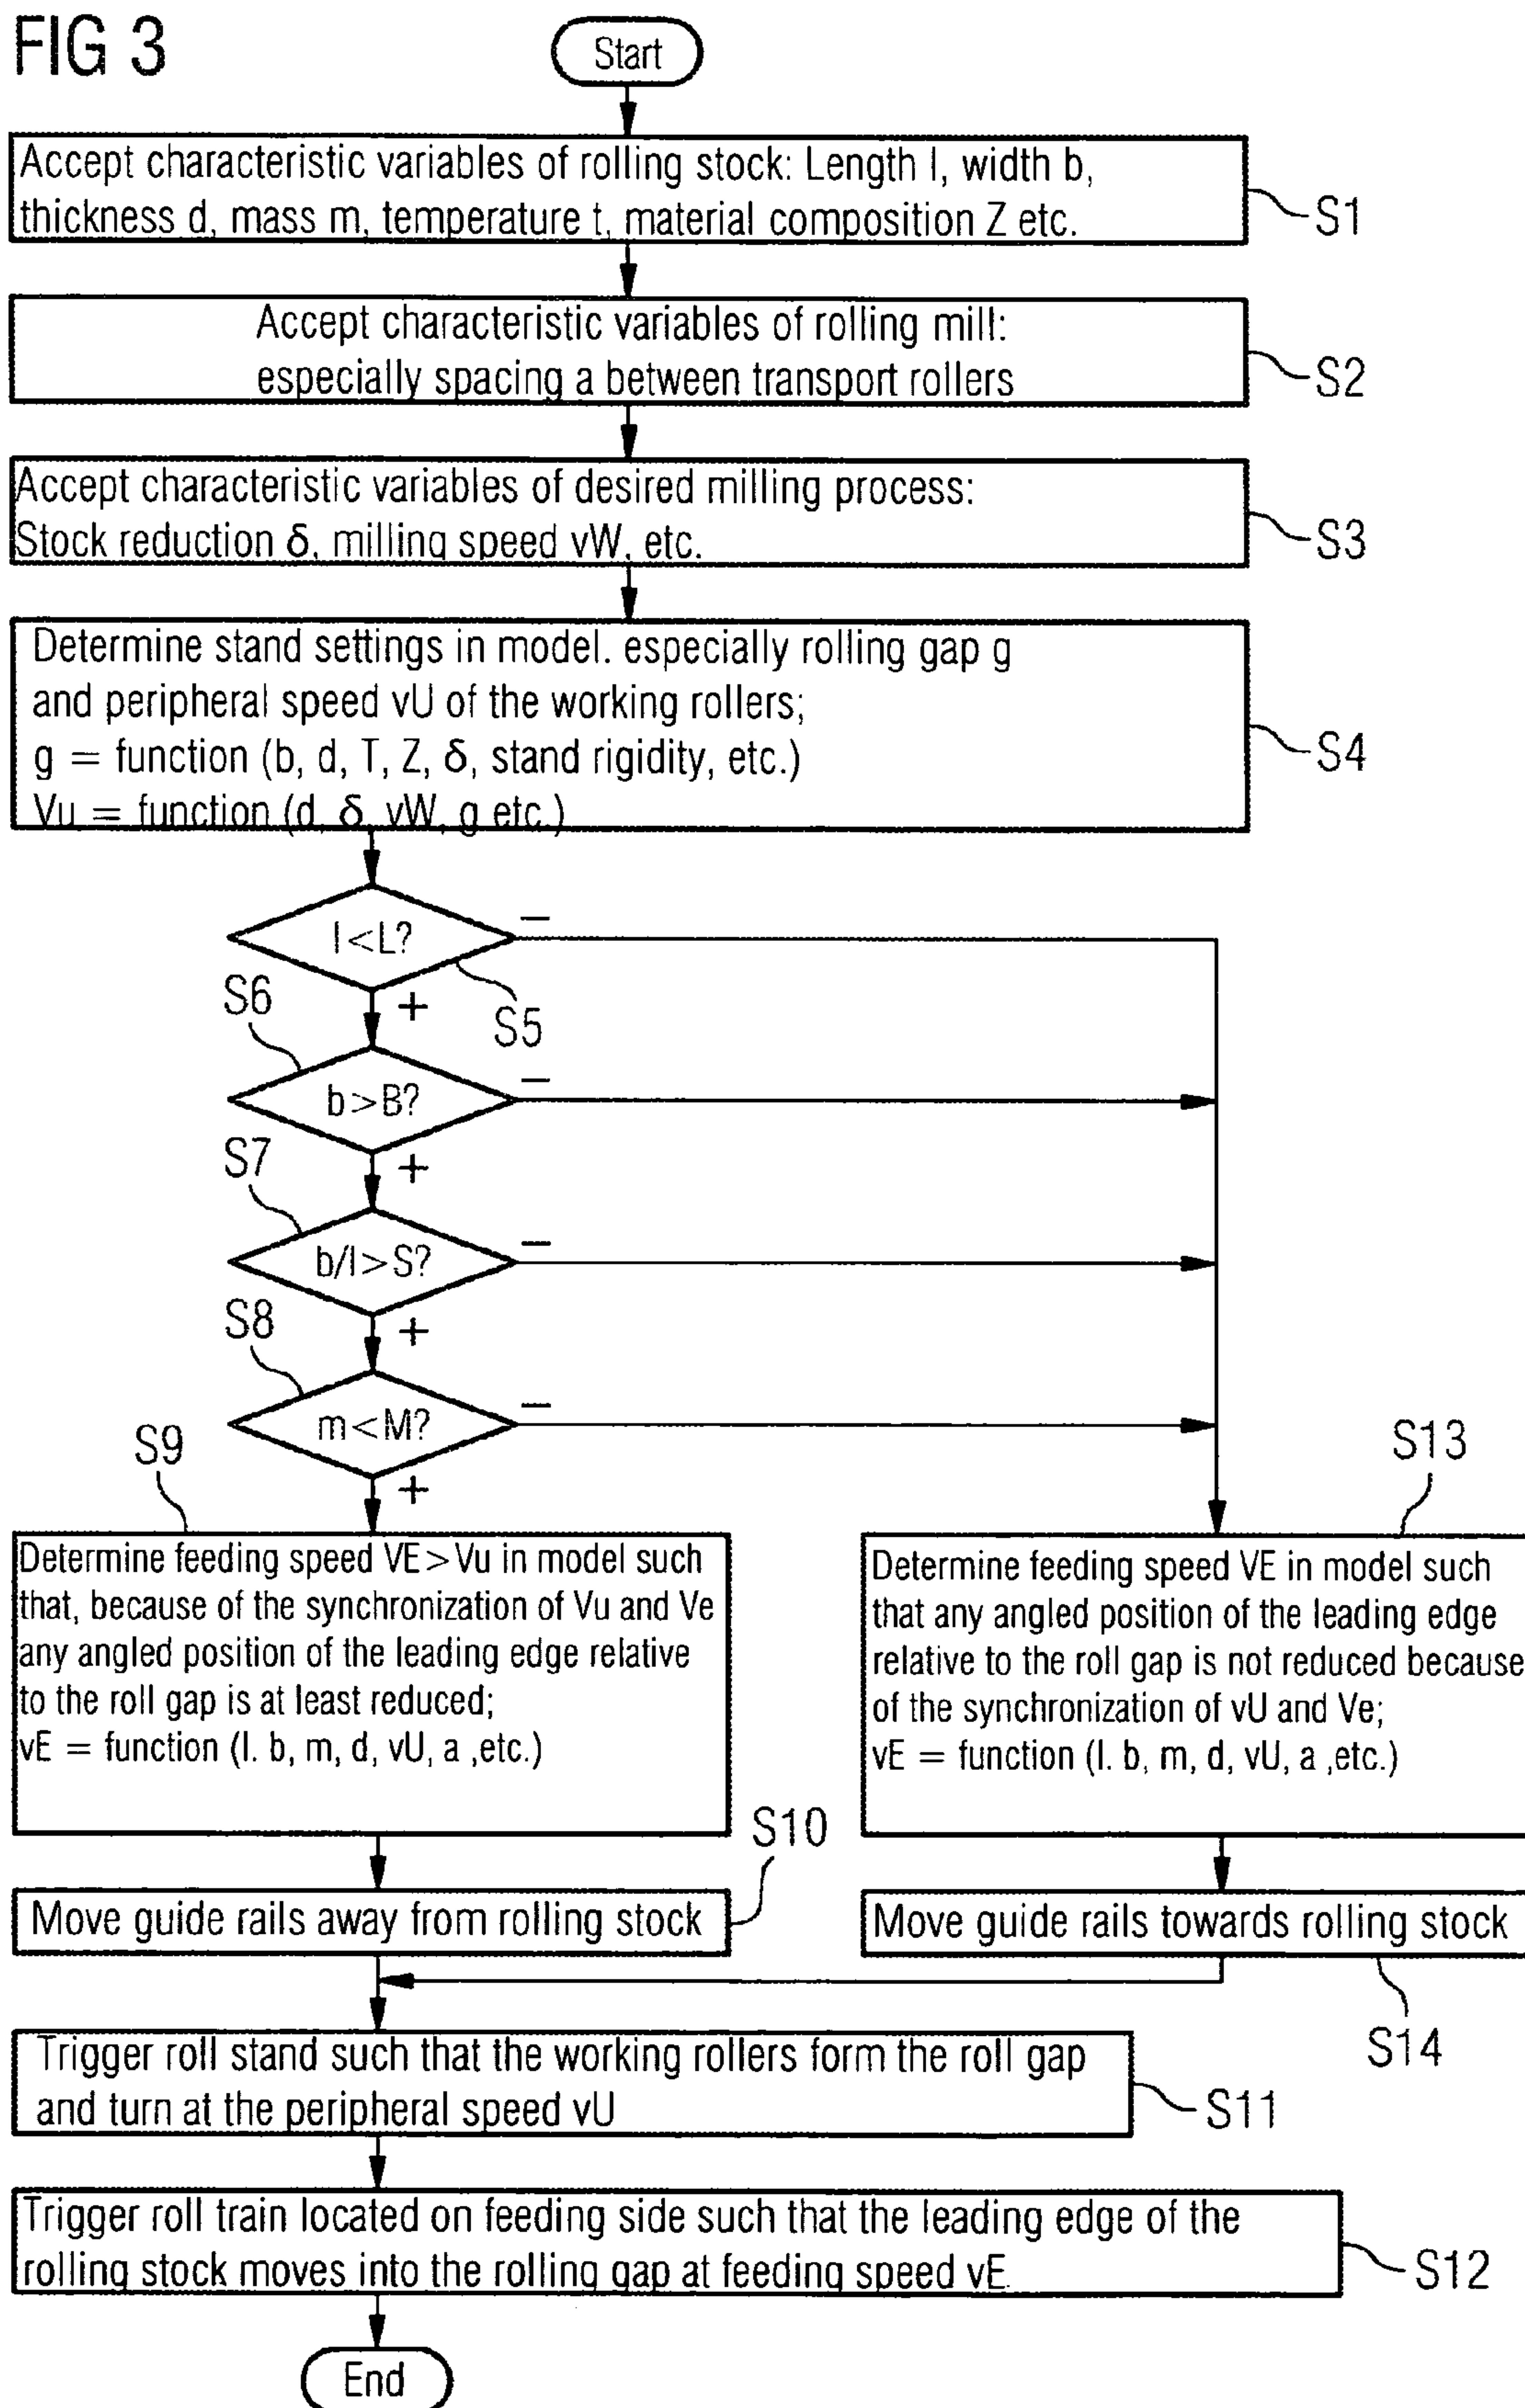 FIG 3
Start
Accept characteristic variables of rolling stock: Length l, width b,
thickness d, mass m, temperature t, material composition Z etc.
S1
Accept characteristic variables of rolling mill:
especially spacing a between transport rollers
S2
Accept characteristic variables of desired milling process:
Stock reduction δ, milling speed vW, etc.
S3
Determine stand settings in model. especially rolling gap g
and peripheral speed vU of the working rollers;
g = function (b, d, T, Z, δ, stand rigidity, etc.)
Vu = function (d, δ, vW, g etc.)
S4
l<L?
−
+
S5
S6
b>B?
−
+
S7
b/l>S?
−
+
S8
m<M?
−
+
S9
Determine feeding speed VE>Vu in model such
that, because of the synchronization of Vu and Ve
any angled position of the leading edge relative
to the roll gap is at least reduced;
vE = function (l. b, m, d, vU, a ,etc.)
S13
Determine feeding speed VE in model such
that any angled position of the leading edge
relative to the roll gap is not reduced because
of the synchronization of vU and Ve;
vE = function (l. b, m, d, vU, a ,etc.)
S10
Move guide rails away from rolling stock
Move guide rails towards rolling stock
S14
Trigger roll stand such that the working rollers form the roll gap
and turn at the peripheral speed vU
S11
Trigger roll train located on feeding side such that the leading edge of the
rolling stock moves into the rolling gap at feeding speed vE.
S12
End